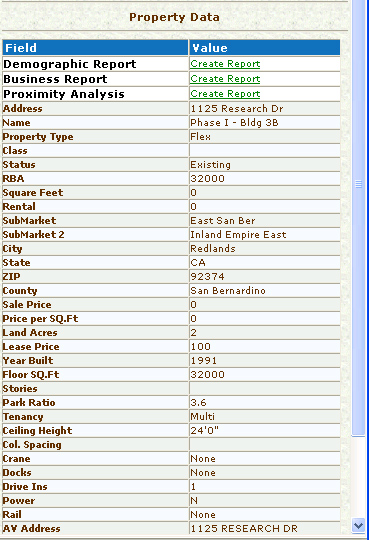 Property Data
Field Value
Demographic Report Create Report
Business Report Create Report
Proximity Analysis Create Report
Address 1125 Research Dr
Name Phase I - Bldg 3B
Property Type Flex
Class
Status Existing
RBA 32000
Square Feet 0
Rental 0
SubMarket East San Ber
SubMarket 2 Inland Empire East
City Redlands
State CA
ZIP 92374
County San Bernardino
Sale Price 0
Price per SQ.Ft 0
Land Acres 2
Lease Price 100
Year Built 1991
Floor SQ.Ft 32000
Stories
Park Ratio 3.6
Tenancy Multi
Ceiling Height 24'0"
Col. Spacing
Crane None
Docks None
Drive Ins 1
Power N
Rail None
AV Address 1125 RESEARCH DR